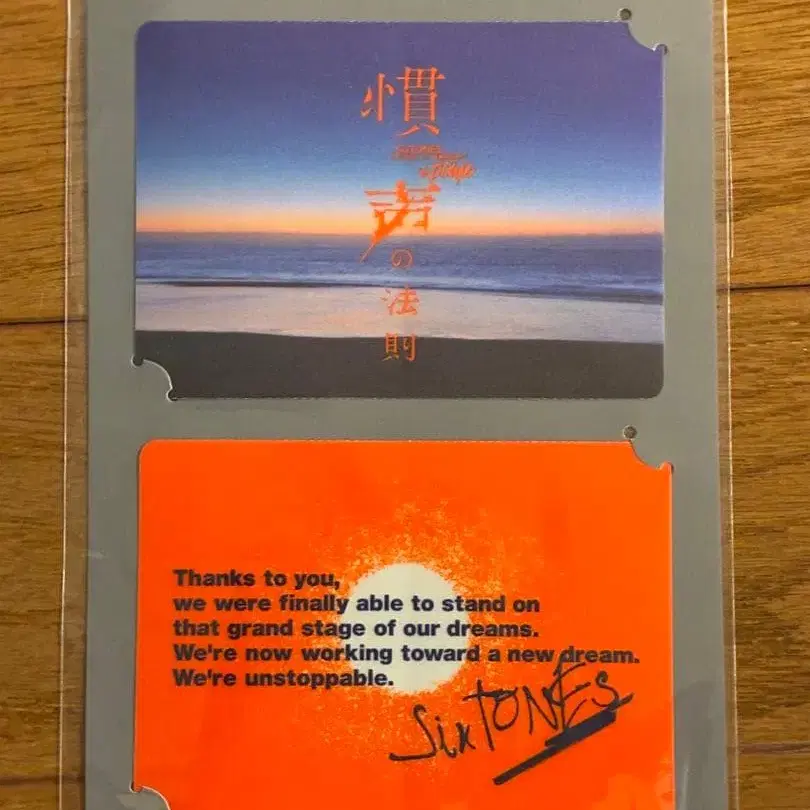 慣
声
の
法
則
Thanks to you,
we were finally able to stand on
that grand stage of our dreams.
We're now working toward a new dream.
We're unstoppable.
SixTONES